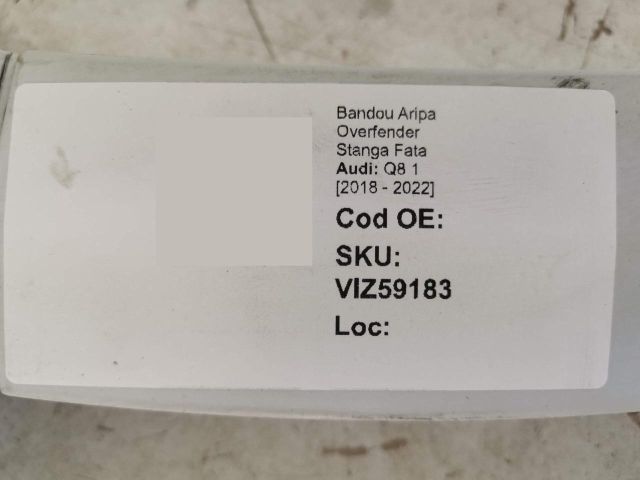 Bandou Aripa
Overfender
Stanga Fata
Audi: Q8 1
[2018 - 2022]
Cod OE:
SKU:
VIZ59183
Loc: